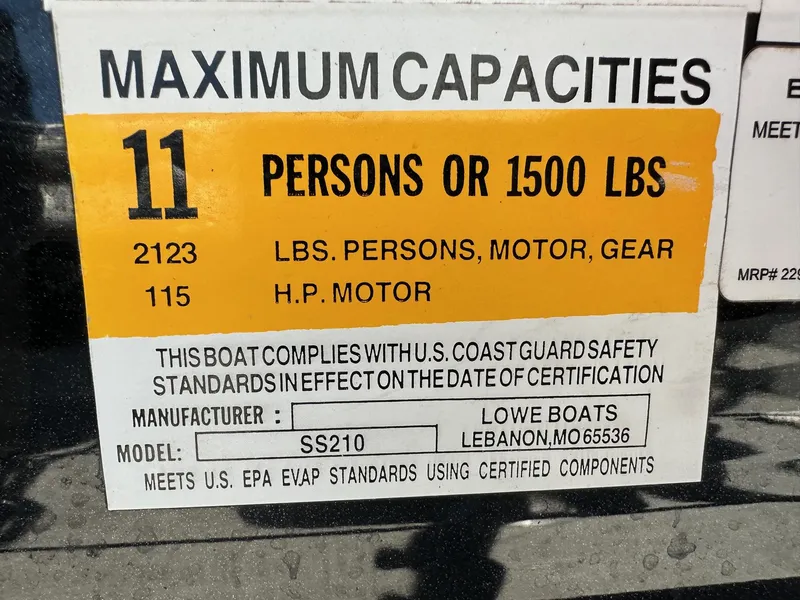 MAXIMUM CAPACITIES
11 PERSONS OR 1500 LBS
2123 LBS. PERSONS, MOTOR, GEAR
115 H.P. MOTOR
THIS BOAT COMPLIES WITH U.S. COAST GUARD SAFETY
STANDARDS IN EFFECT ON THE DATE OF CERTIFICATION
MANUFACTURER : LOWE BOATS
LEBANON, MO 65536
MODEL: SS210
MEETS U.S. EPA EVAP STANDARDS USING CERTIFIED COMPONENTS
E
MEET
MRP# 229